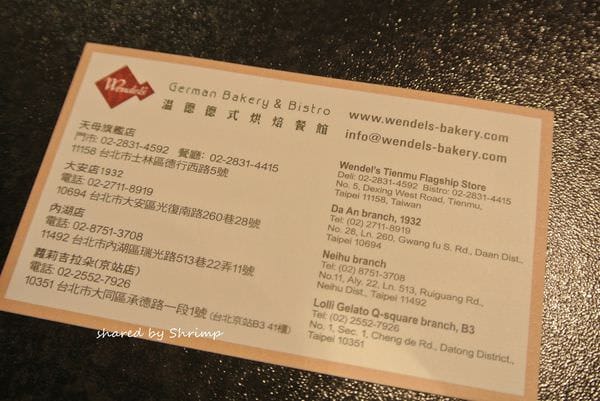 Wendel's
German Bakery & Bistro
溫德德式烘焙餐館
www.wendels-bakery.com
info@wendels-bakery.com
天母旗艦店
門市: 02-2831-4592 餐廳: 02-2831-4415
11158 台北市士林區德行西路5號
大安店1932
電話: 02-2711-8919
10694 台北市大安區光復南路260巷28號
內湖店
電話: 02-8751-3708
11492 台北市內湖區瑞光路513巷22弄11號
蘿莉吉拉朵(京站店)
電話: 02-2552-7926
10351 台北市大同區承德路一段1號 (台北京站B3 41櫃)
Wendel's Tienmu Flagship Store
Deli: 02-2831-4592 Bistro: 02-2831-4415
No. 5, Dexing West Road, Tienmu,
Taipei 11158, Taiwan
Da An branch, 1932
Tel: (02) 2711-8919
No. 28, Ln. 260, Gwang fu S. Rd., Daan Dist.,
Taipei 10694
Neihu branch
Tel: (02) 8751-3708
No.11, Aly. 22, Ln. 513, Ruiguang Rd.,
Neihu Dist., Taipei 11492
Lolli Gelato Q-square branch, B3
Tel: (02) 2552-7926
No. 1, Sec. 1, Cheng de Rd., Datong District.,
Taipei 10351
shared by Shrimp